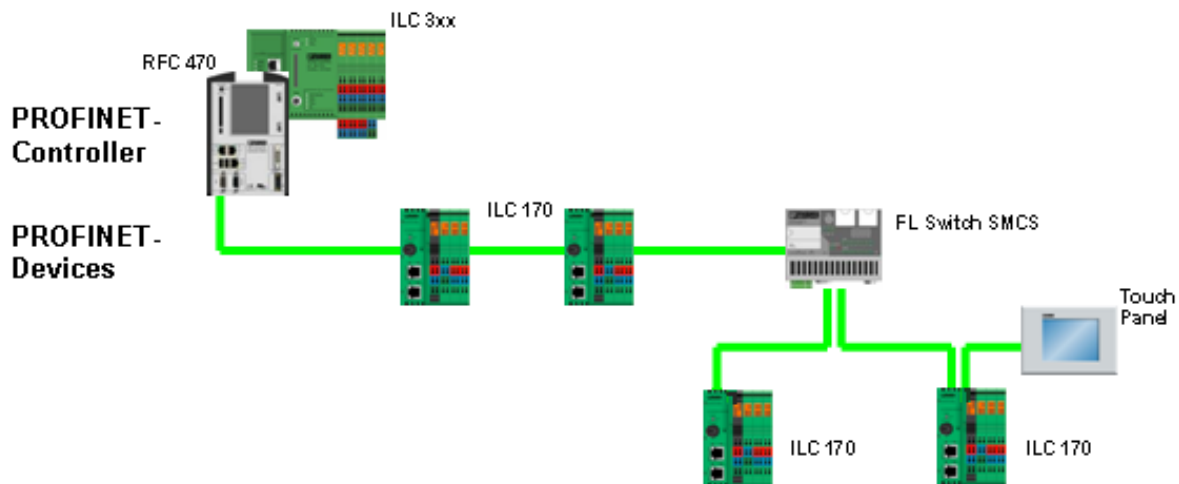 ILC 3xx
RFC 470
PROFINET-
Controller
ILC 170
PROFINET-
Devices
FL Switch SMCS
Touch
Panel
ILC 170
ILC 170